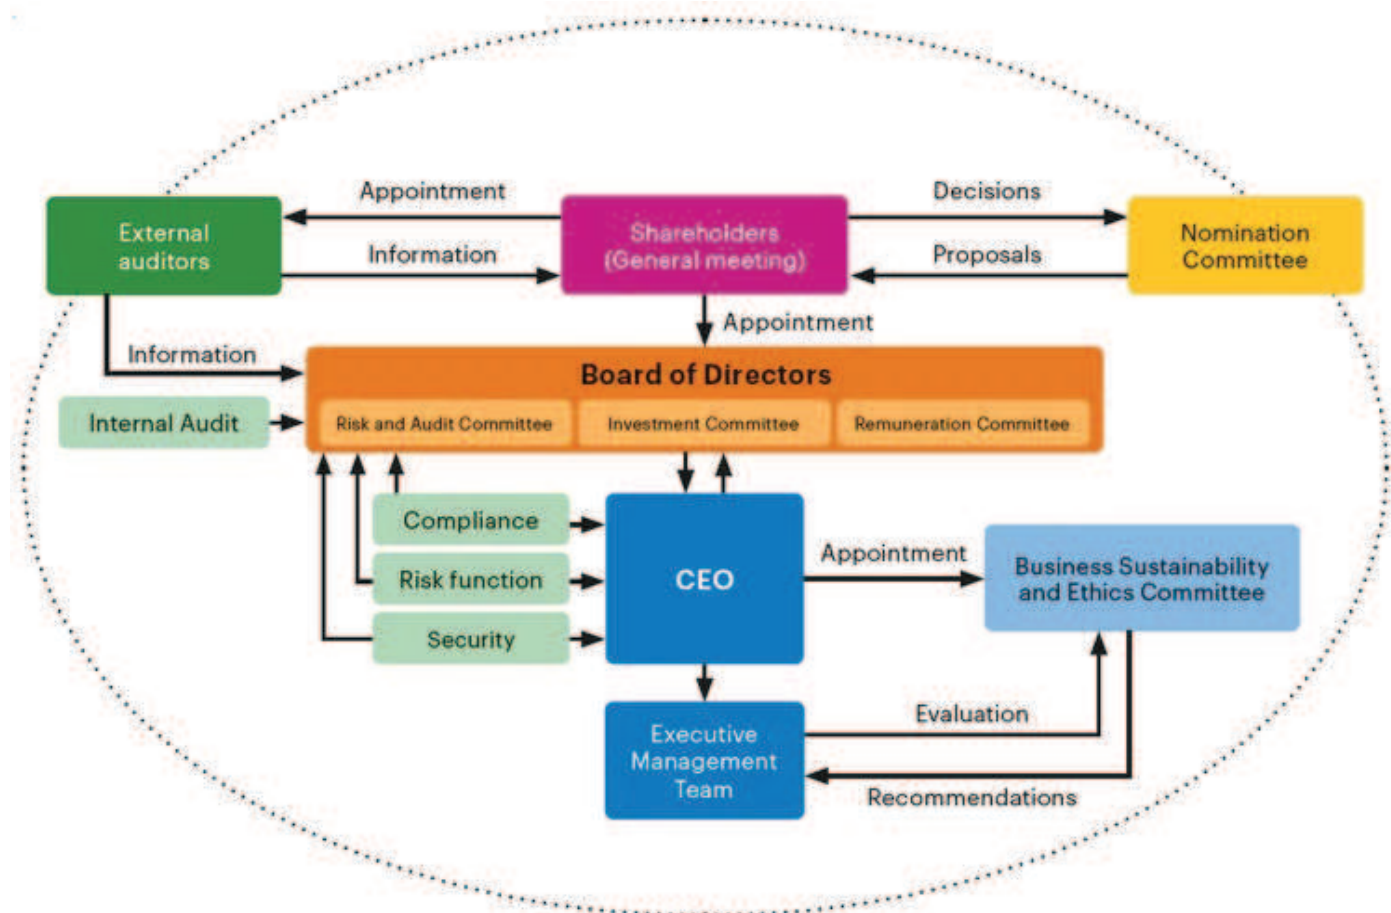 Appointment
Decisions
External
auditors
Shareholders
(General meeting)
Nomination
Committee
Information
Proposals
Appointment
Information
Board of Directors
Internal Audit
Risk and Audit Committee
Investment Committee
Remuneration Committee
Compliance
Risk function
Security
CEO
Appointment
Business Sustainability
and Ethics Committee
Executive
Management
Team
Evaluation
Recommendations